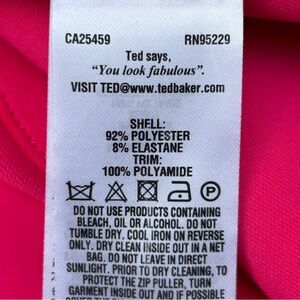 CA25459 RN95229
Ted says,
"You look fabulous".
VISIT TED@www.tedbaker.com
SHELL:
92% POLYESTER
8% ELASTANE
TRIM:
100% POLYAMIDE
P
DO NOT USE PRODUCTS CONTAINING
BLEACH, OIL OR ALCOHOL. DO NOT
TUMBLE DRY. COOL IRON ON REVERSE
ONLY. DRY CLEAN INSIDE OUT IN A NET
BAG. DO NOT LEAVE IN DIRECT
SUNLIGHT. PRIOR TO DRY CLEANING, TO
PROTECT THE ZIP PULLER, TURN
GARMENT INSIDE OUT AND IF POSSIBLE